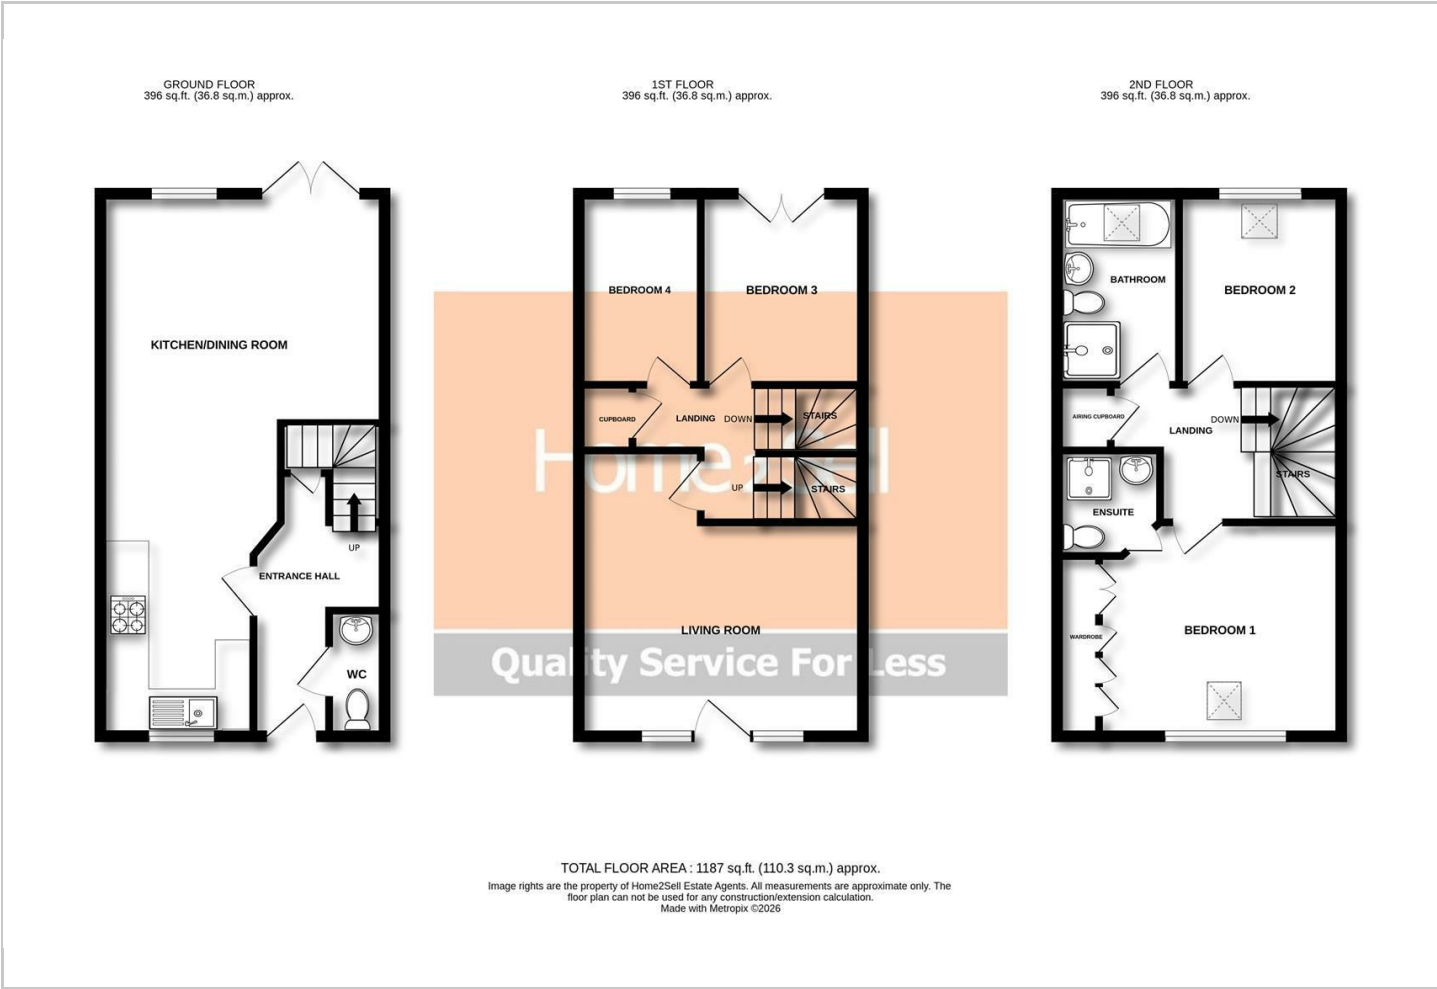 GROUND FLOOR
396 sq.ft. (36.8 sq.m.) approx.
1ST FLOOR
396 sq.ft. (36.8 sq.m.) approx.
2ND FLOOR
396 sq.ft. (36.8 sq.m.) approx.
KITCHEN/DINING ROOM
UP
ENTRANCE HALL
WC
BEDROOM 4
BEDROOM 3
CUPBOARD
LANDING
DOWN
STAIRS
UP
STAIRS
LIVING ROOM
BATHROOM
BEDROOM 2
AIRING CUPBOARD
LANDING
DOWN
STAIRS
ENSUITE
WARDROBE
BEDROOM 1
Home2Sell
Quality Service For Less
TOTAL FLOOR AREA : 1187 sq.ft. (110.3 sq.m.) approx.
Image rights are the property of Home2Sell Estate Agents. All measurements are approximate only. The
floor plan can not be used for any construction/extension calculation.
Made with Metropix ©2026